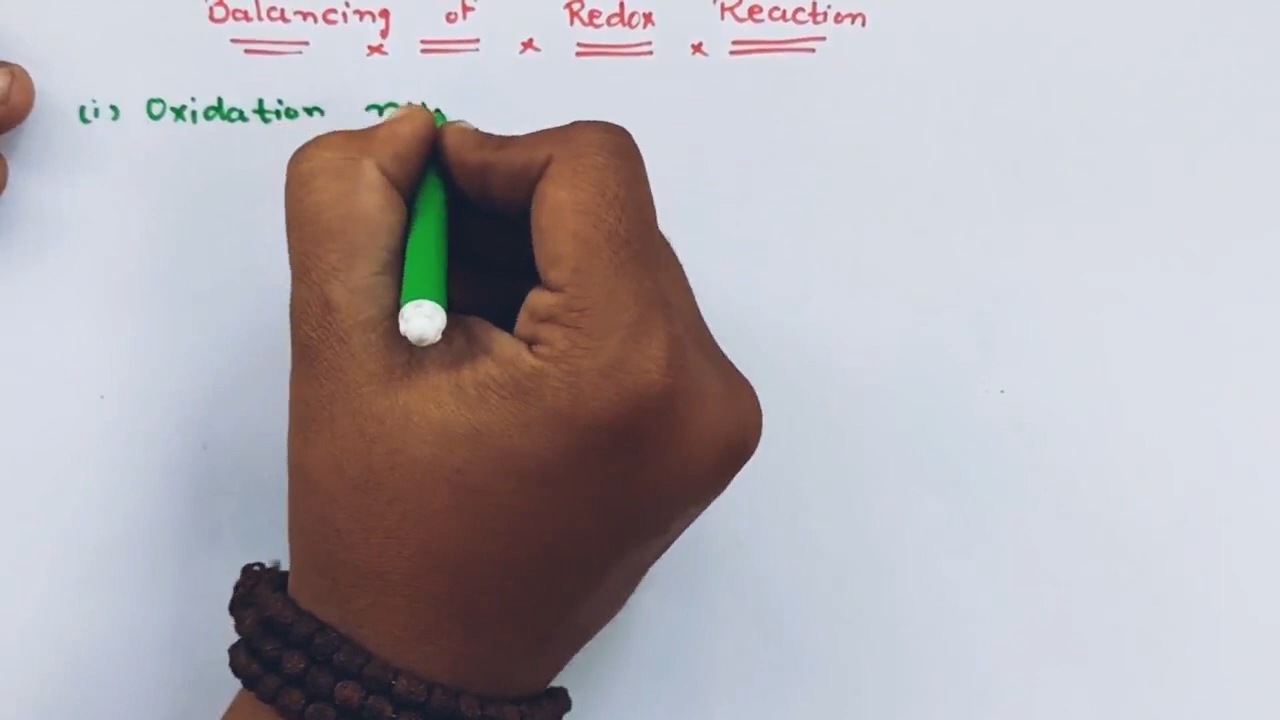 Balancing of Redox Reaction
(i) Oxidation